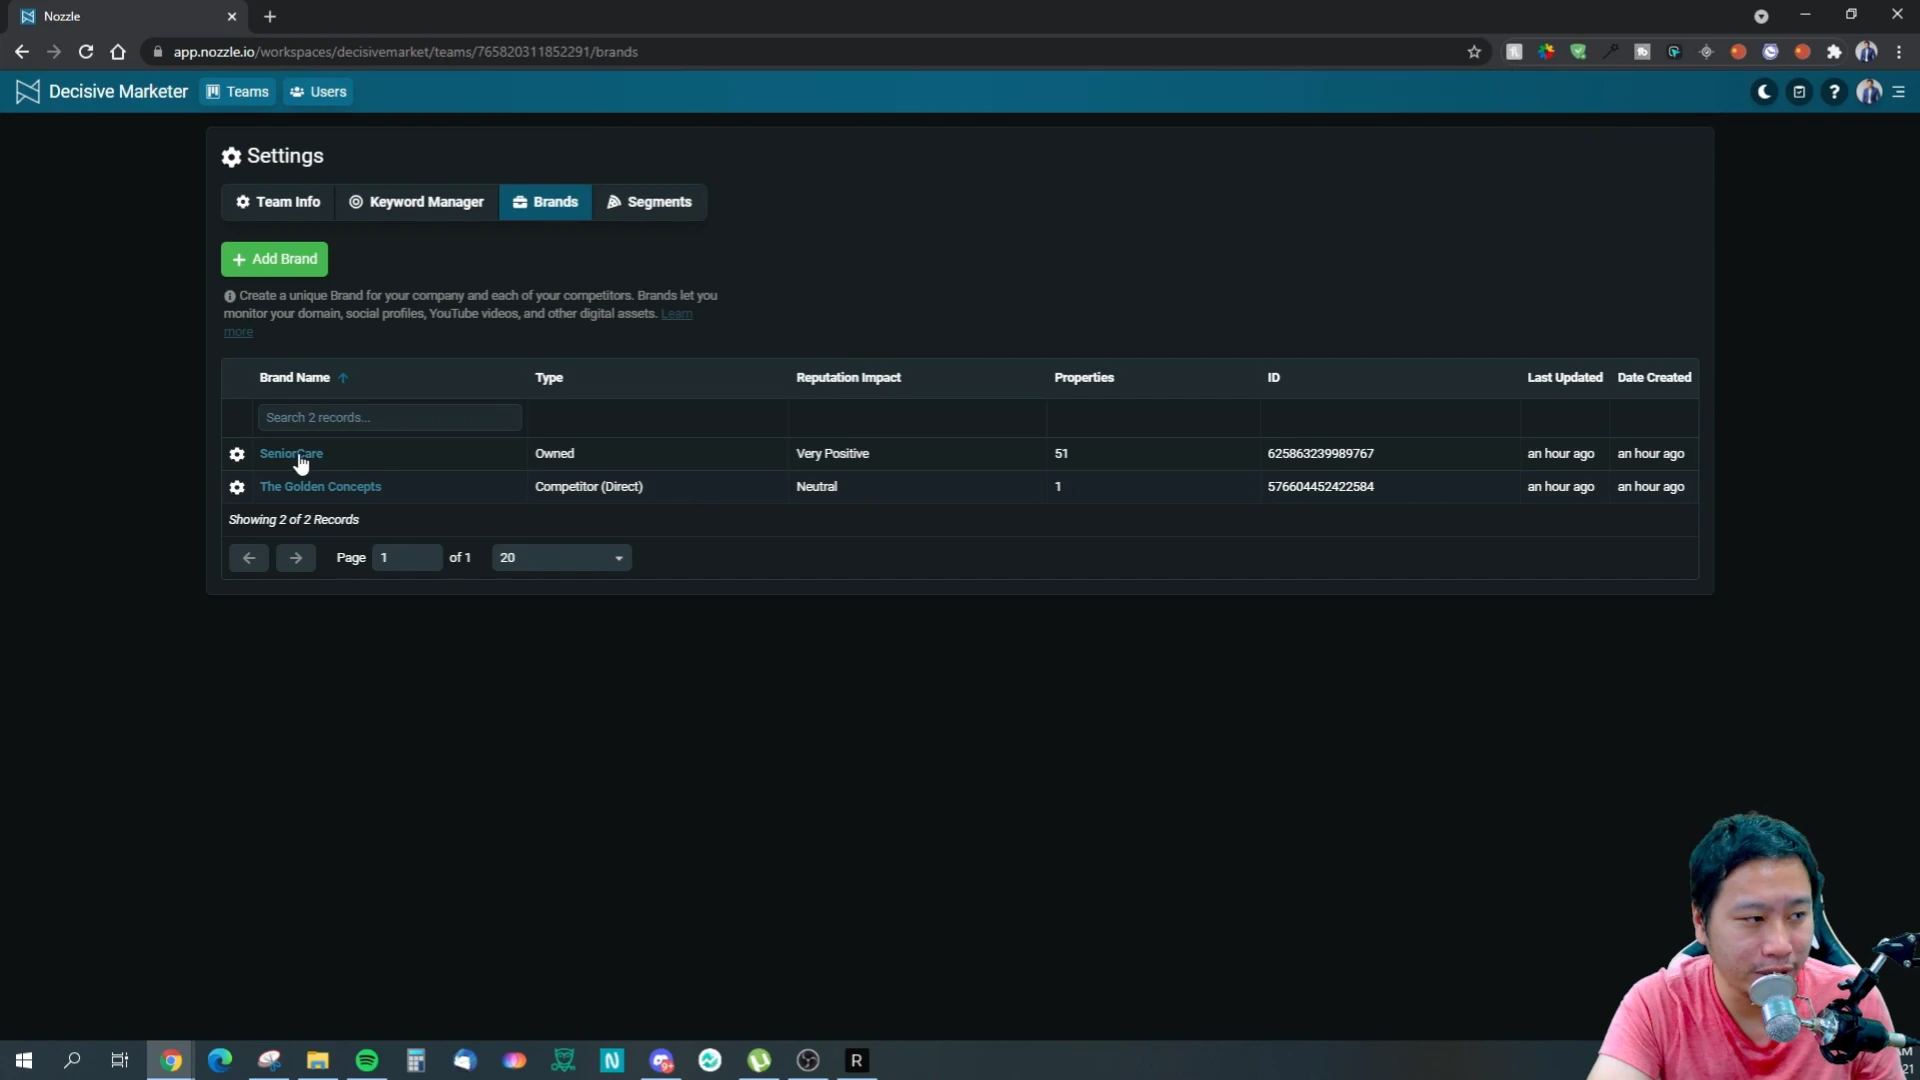 Nozzle
app.nozzle.io/workspaces/decisivemarket/teams/765820311852291/brands
Decisive Marketer
Teams
Users
Settings
Team Info
Keyword Manager
Brands
Segments
+ Add Brand
Create a unique Brand for your company and each of your competitors. Brands let you
monitor your domain, social profiles, YouTube videos, and other digital assets. Learn
more
Brand Name Type Reputation Impact Properties ID Last Updated Date Created
Search 2 records...
SeniorCare Owned Very Positive 51 625863239989767 an hour ago an hour ago
The Golden Concepts Competitor (Direct) Neutral 1 576604452422584 an hour ago an hour ago
Showing 2 of 2 Records
Page 1 of 1 20